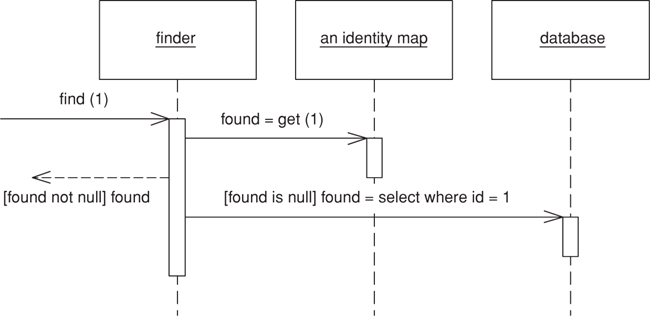 finder
an identity map
database
find (1)
found = get (1)
[found not null] found
[found is null] found = select where id = 1